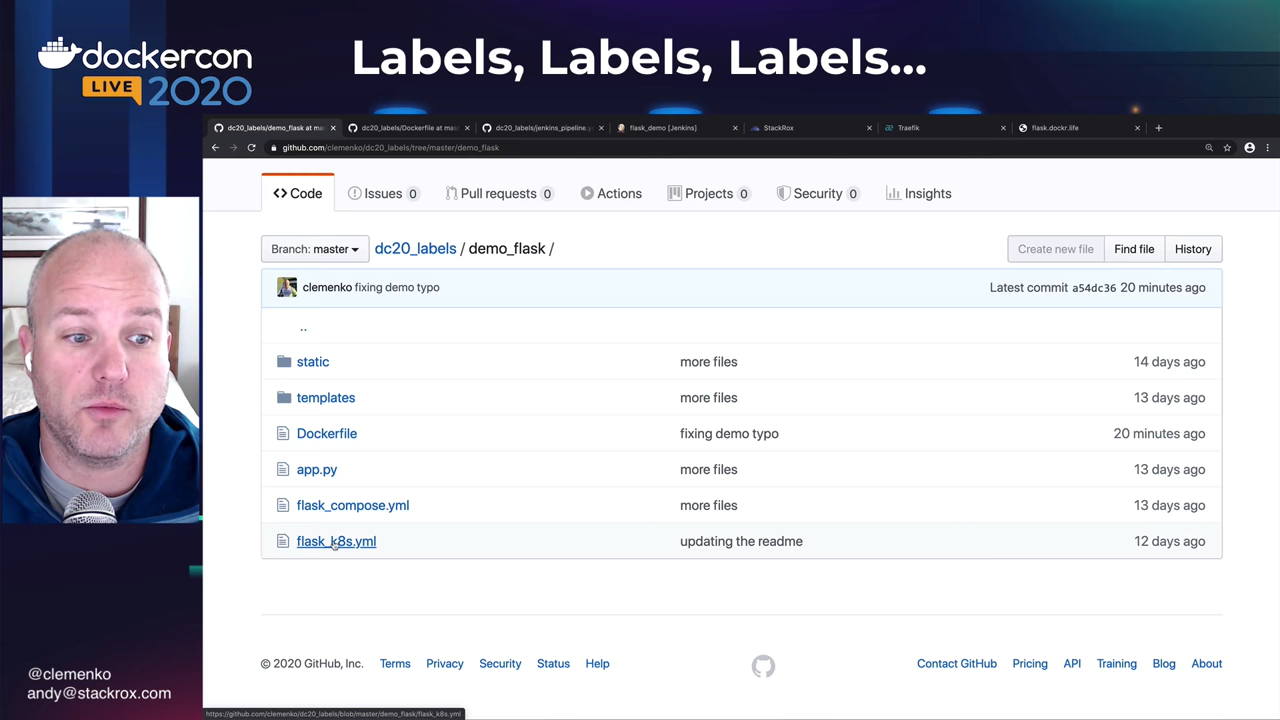 dockercon
LIVE 2020
Labels, Labels, Labels...
dc20_labels/demo_flask at ma
dc20_labels/Dockerfile at mas
dc20_labels/jenkins_pipeline.y
flask_demo [Jenkins]
StackRox
Traefik
flask.dockr.life
github.com/clemenko/dc20_labels/tree/master/demo_flask
Code
Issues 0
Pull requests 0
Actions
Projects 0
Security 0
Insights
Branch: master
dc20_labels / demo_flask /
Create new file
Find file
History
clemenko fixing demo typo
Latest commit a54dc36 20 minutes ago
..
static more files 14 days ago
templates more files 13 days ago
Dockerfile fixing demo typo 20 minutes ago
app.py more files 13 days ago
flask_compose.yml more files 13 days ago
flask_k8s.yml updating the readme 12 days ago
© 2020 GitHub, Inc. Terms Privacy Security Status Help
Contact GitHub Pricing API Training Blog About
@clemenko
andy@stackrox.com
https://github.com/clemenko/dc20_labels/blob/master/demo_flask/flask_k8s.yml